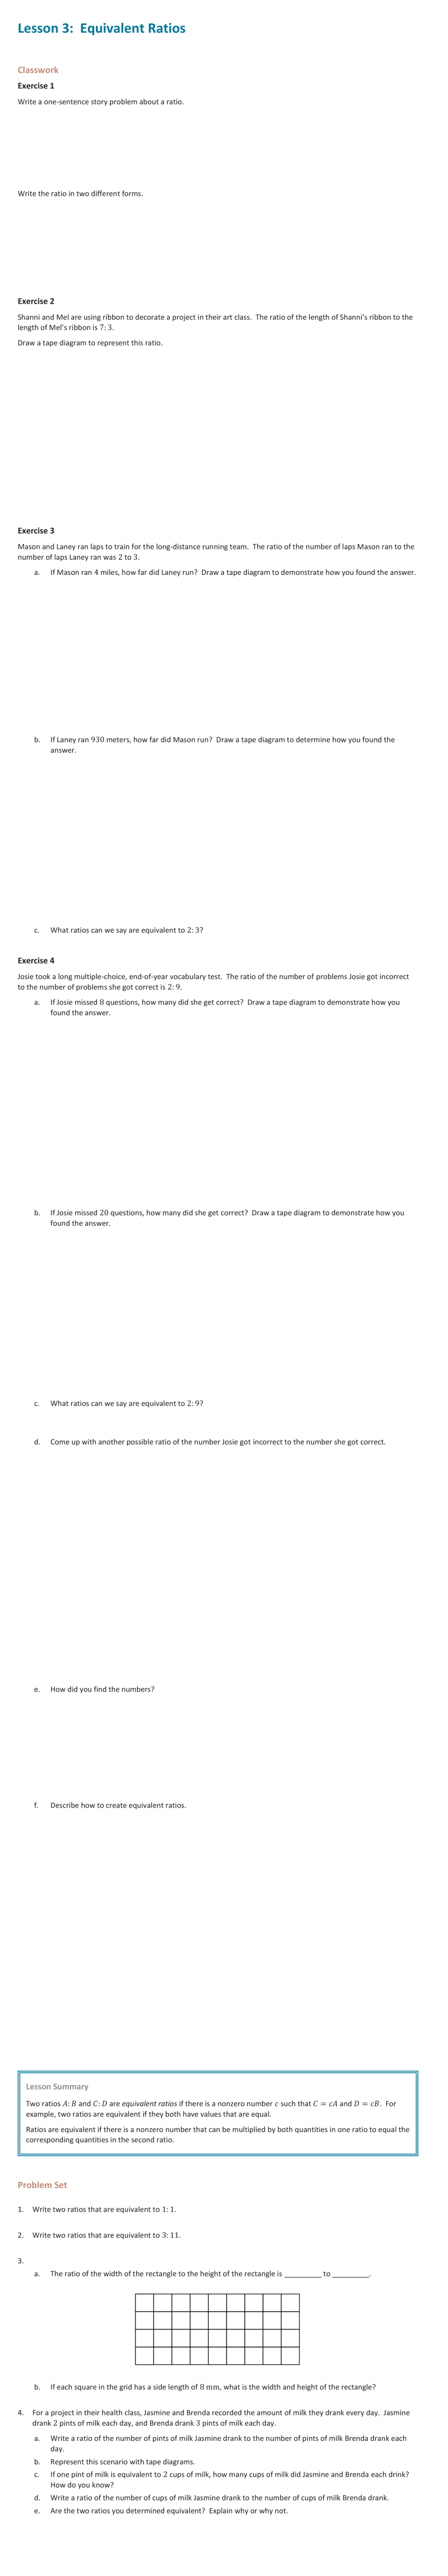 Lesson 3:  Equivalent Ratios
Classwork
Exercise 1
Write a one-sentence story problem about a ratio.
Write the ratio in two different forms.
Exercise 2
Shanni and Mel are using ribbon to decorate a project in their art class.  The ratio of the length of Shanni's ribbon to the
length of Mel's ribbon is 7: 3.
Draw a tape diagram to represent this ratio.
Exercise 3
Mason and Laney ran laps to train for the long-distance running team.  The ratio of the number of laps Mason ran to the
number of laps Laney ran was 2 to 3.
a. If Mason ran 4 miles, how far did Laney run?  Draw a tape diagram to demonstrate how you found the answer.
b. If Laney ran 930 meters, how far did Mason run?  Draw a tape diagram to determine how you found the
answer.
c. What ratios can we say are equivalent to 2: 3?
Exercise 4
Josie took a long multiple-choice, end-of-year vocabulary test.  The ratio of the number of problems Josie got incorrect
to the number of problems she got correct is 2: 9.
a. If Josie missed 8 questions, how many did she get correct?  Draw a tape diagram to demonstrate how you
found the answer.
b. If Josie missed 20 questions, how many did she get correct?  Draw a tape diagram to demonstrate how you
found the answer.
c. What ratios can we say are equivalent to 2: 9?
d. Come up with another possible ratio of the number Josie got incorrect to the number she got correct.
e. How did you find the numbers?
f. Describe how to create equivalent ratios.
Lesson Summary
Two ratios A: B and C: D are equivalent ratios if there is a nonzero number c such that C = cA and D = cB.  For
example, two ratios are equivalent if they both have values that are equal.
Ratios are equivalent if there is a nonzero number that can be multiplied by both quantities in one ratio to equal the
corresponding quantities in the second ratio.
Problem Set
1. Write two ratios that are equivalent to 1: 1.
2. Write two ratios that are equivalent to 3: 11.
3.
a. The ratio of the width of the rectangle to the height of the rectangle is _________ to _________.
b. If each square in the grid has a side length of 8 mm, what is the width and height of the rectangle?
4. For a project in their health class, Jasmine and Brenda recorded the amount of milk they drank every day.  Jasmine
drank 2 pints of milk each day, and Brenda drank 3 pints of milk each day.
a. Write a ratio of the number of pints of milk Jasmine drank to the number of pints of milk Brenda drank each
day.
b. Represent this scenario with tape diagrams.
c. If one pint of milk is equivalent to 2 cups of milk, how many cups of milk did Jasmine and Brenda each drink?
How do you know?
d. Write a ratio of the number of cups of milk Jasmine drank to the number of cups of milk Brenda drank.
e. Are the two ratios you determined equivalent?  Explain why or why not.